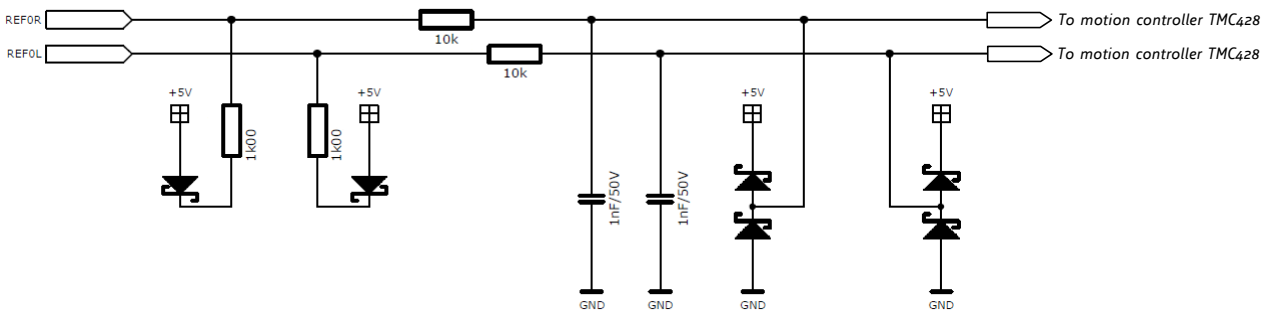 REF0R
10k
To motion controller TMC428
REF0L
10k
To motion controller TMC428
+5V
1k00
1k00
+5V
+5V
+5V
1nF/50V
1nF/50V
GND
GND
GND
GND